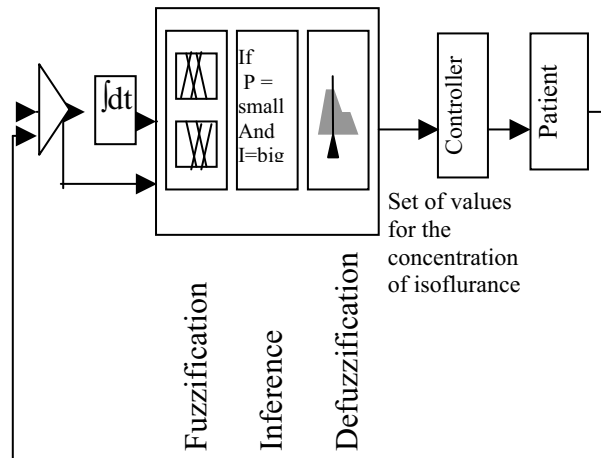 ∫dt
If
P =
small
And
I=big
Controller
Patient
Set of values
for the
concentration
of isoflurance
Fuzzification
Inference
Defuzzification